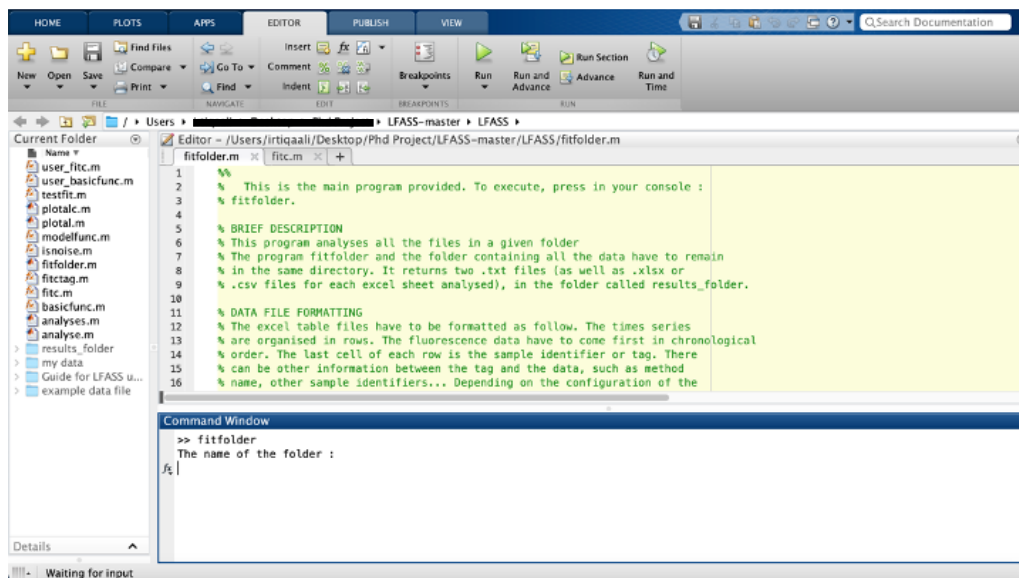 HOME PLOTS APPS EDITOR PUBLISH VIEW
Search Documentation
Find Files Insert fx
New Open Save Compare Go To Comment Breakpoints Run Run and Advance Run Section Advance Run and Time
Print Find Indent
FILE NAVIGATE EDIT BREAKPOINTS RUN
/ Users LFASS-master LFASS
Current Folder
Editor - /Users/irtiqaali/Desktop/Phd Project/LFASS-master/LFASS/fitfolder.m
Name
fitfolder.m fitc.m +
user_fitc.m
user_basicfunc.m
testfit.m
plotalc.m
plotal.m
modelfunc.m
isnoise.m
fitfolder.m
fitctag.m
fitc.m
basicfunc.m
analyses.m
analyse.m
results_folder
my data
Guide for LFASS u...
example data file
1 %%
2 % This is the main program provided. To execute, press in your console :
3 % fitfolder.
4
5 % BRIEF DESCRIPTION
6 % This program analyses all the files in a given folder
7 % The program fitfolder and the folder containing all the data have to remain
8 % in the same directory. It returns two .txt files (as well as .xlsx or
9 % .csv files for each excel sheet analysed), in the folder called results_folder.
10
11 % DATA FILE FORMATTING
12 % The excel table files have to be formatted as follow. The times series
13 % are organised in rows. The fluorescence data have to come first in chronological
14 % order. The last cell of each row is the sample identifier or tag. There
15 % can be other information between the tag and the data, such as method
16 % name, other sample identifiers... Depending on the configuration of the
Command Window
>> fitfolder
The name of the folder :
fx
Details
Waiting for input